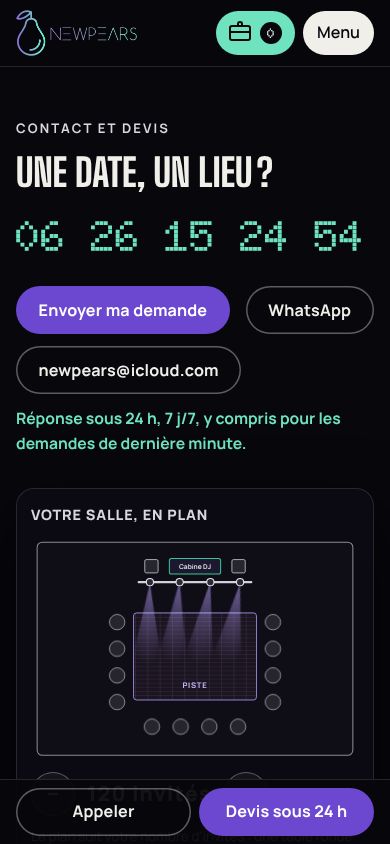 NEWPEARS
0
Menu
CONTACT ET DEVIS
UNE DATE, UN LIEU ?
06 26 15 24 54
Envoyer ma demande
WhatsApp
newpears@icloud.com
Réponse sous 24 h, 7 j/7, y compris pour les
demandes de dernière minute.
VOTRE SALLE, EN PLAN
Cabine DJ
PISTE
120 invités
Appeler
Devis sous 24 h